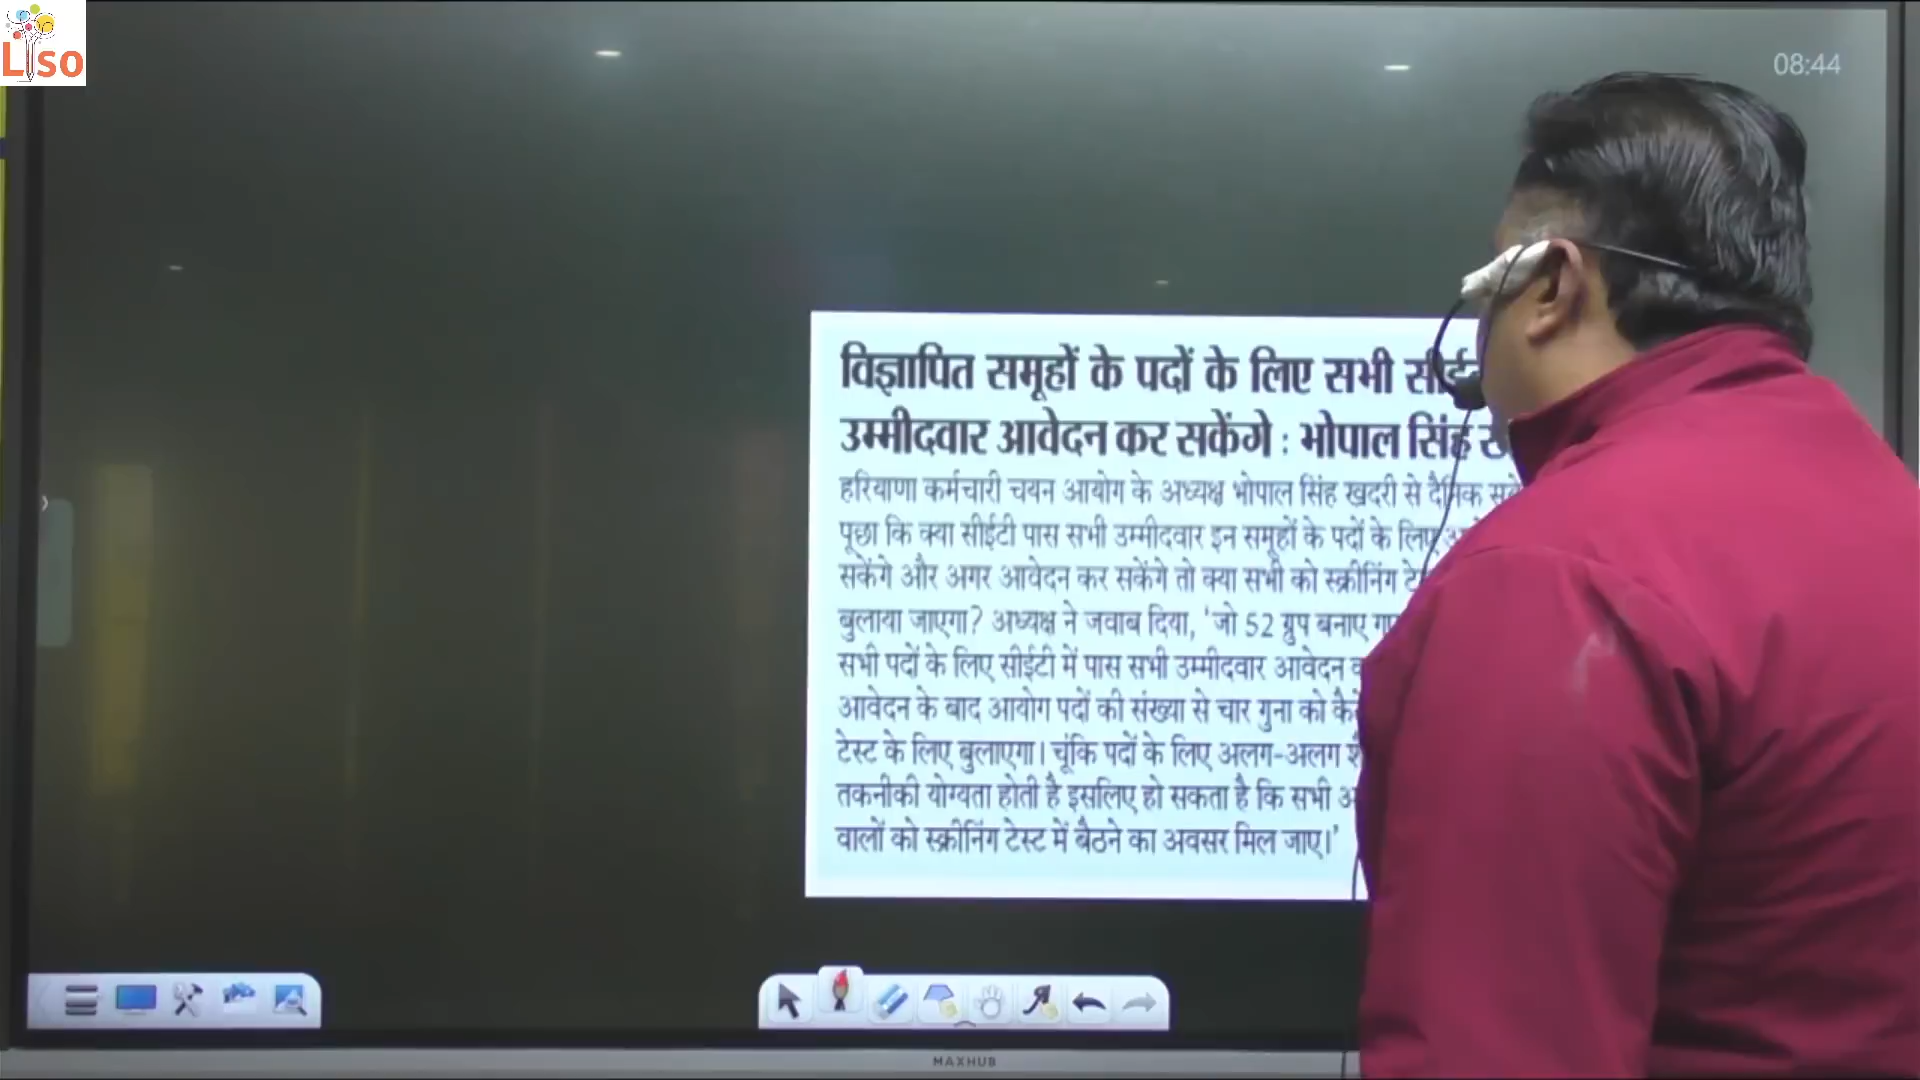 Liso
08:44
विज्ञापित समूहों के पदों के लिए सभी
उम्मीदवार आवेदन कर सकेंगे : भोपाल सिंह
हरियाणा कर्मचारी चयन आयोग के अध्यक्ष भोपाल सिंह खदरी से दैनिक
पूछा कि क्या सीईटी पास सभी उम्मीदवार इन समूहों के पदों के लिए
सकेंगे और अगर आवेदन कर सकेंगे तो क्या सभी को स्क्रीनिंग
बुलाया जाएगा? अध्यक्ष ने जवाब दिया, 'जो 52 ग्रुप बनाए
सभी पदों के लिए सीईटी में पास सभी उम्मीदवार आवेदन
आवेदन के बाद आयोग पदों की संख्या से चार गुना को
टेस्ट के लिए बुलाएगा। चूंकि पदों के लिए अलग-अलग
तकनीकी योग्यता होती है इसलिए हो सकता है कि सभी
वालों को स्क्रीनिंग टेस्ट में बैठने का अवसर मिल जाए।'
MAXHUB